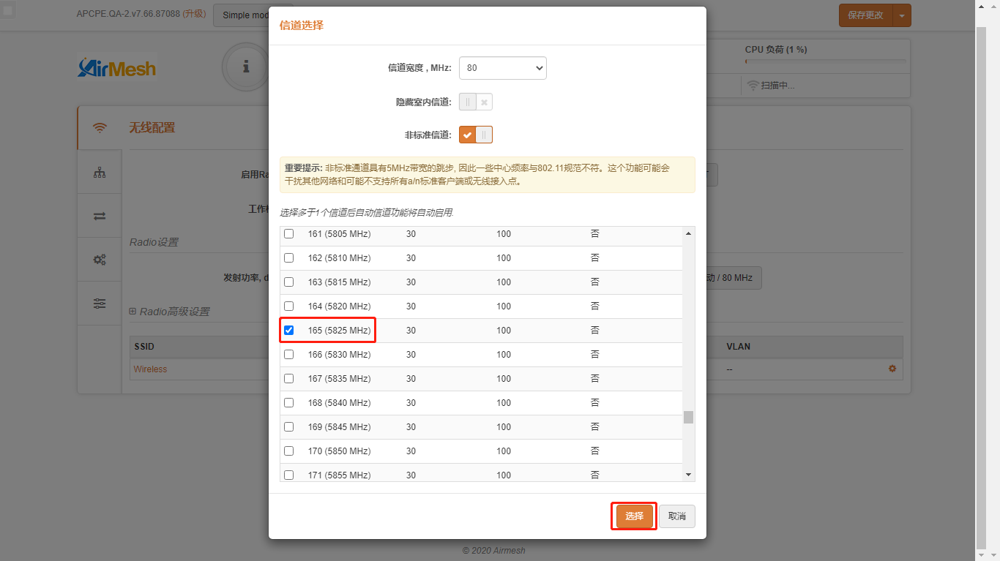 APCPE.QA-2.v7.66.87088 (升级)
Simple mod
保存更改
信道选择
AirMesh
CPU 负荷 (1 %)
扫描中...
信道宽度 , MHz:
80
隐藏室内信道:
非标准信道:
无线配置
重要提示: 非标准通道具有5MHz带宽的跳步, 因此一些中心频率与802.11规范不符。这个功能可能会
干扰其他网络和可能不支持所有a/n标准客户端或无线接入点。
启用Ra
工作
选择多于1个信道后自动信道功能将自动启用.
Radio设置
发射功率, d
动 / 80 MHz
Radio高级设置
SSID
VLAN
Wireless
--
161 (5805 MHz) 30 100 否
162 (5810 MHz) 30 100 否
163 (5815 MHz) 30 100 否
164 (5820 MHz) 30 100 否
165 (5825 MHz) 30 100 否
166 (5830 MHz) 30 100 否
167 (5835 MHz) 30 100 否
168 (5840 MHz) 30 100 否
169 (5845 MHz) 30 100 否
170 (5850 MHz) 30 100 否
171 (5855 MHz) 30 100 否
选择
取消
© 2020 Airmesh